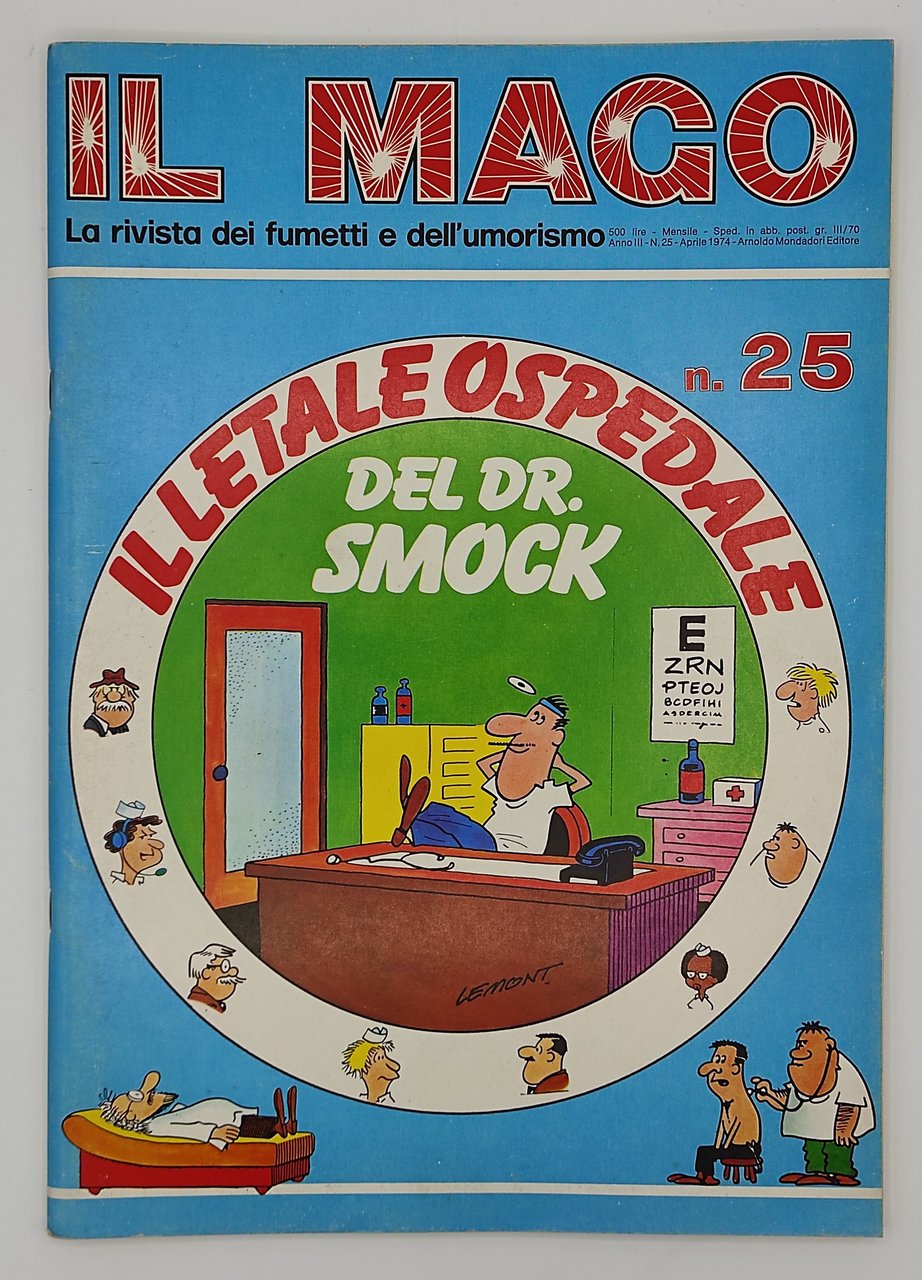 IL MAGO
La rivista dei fumetti e dell'umorismo
500 lire - Mensile - Sped. in abb. post. gr. III/70
Anno III - N. 25 - Aprile 1974 - Arnoldo Mondadori Editore
n. 25
IL LETALE OSPEDALE
DEL DR.
SMOCK
E
ZRN
PTEOJ
BCDFIHI
LEMONT